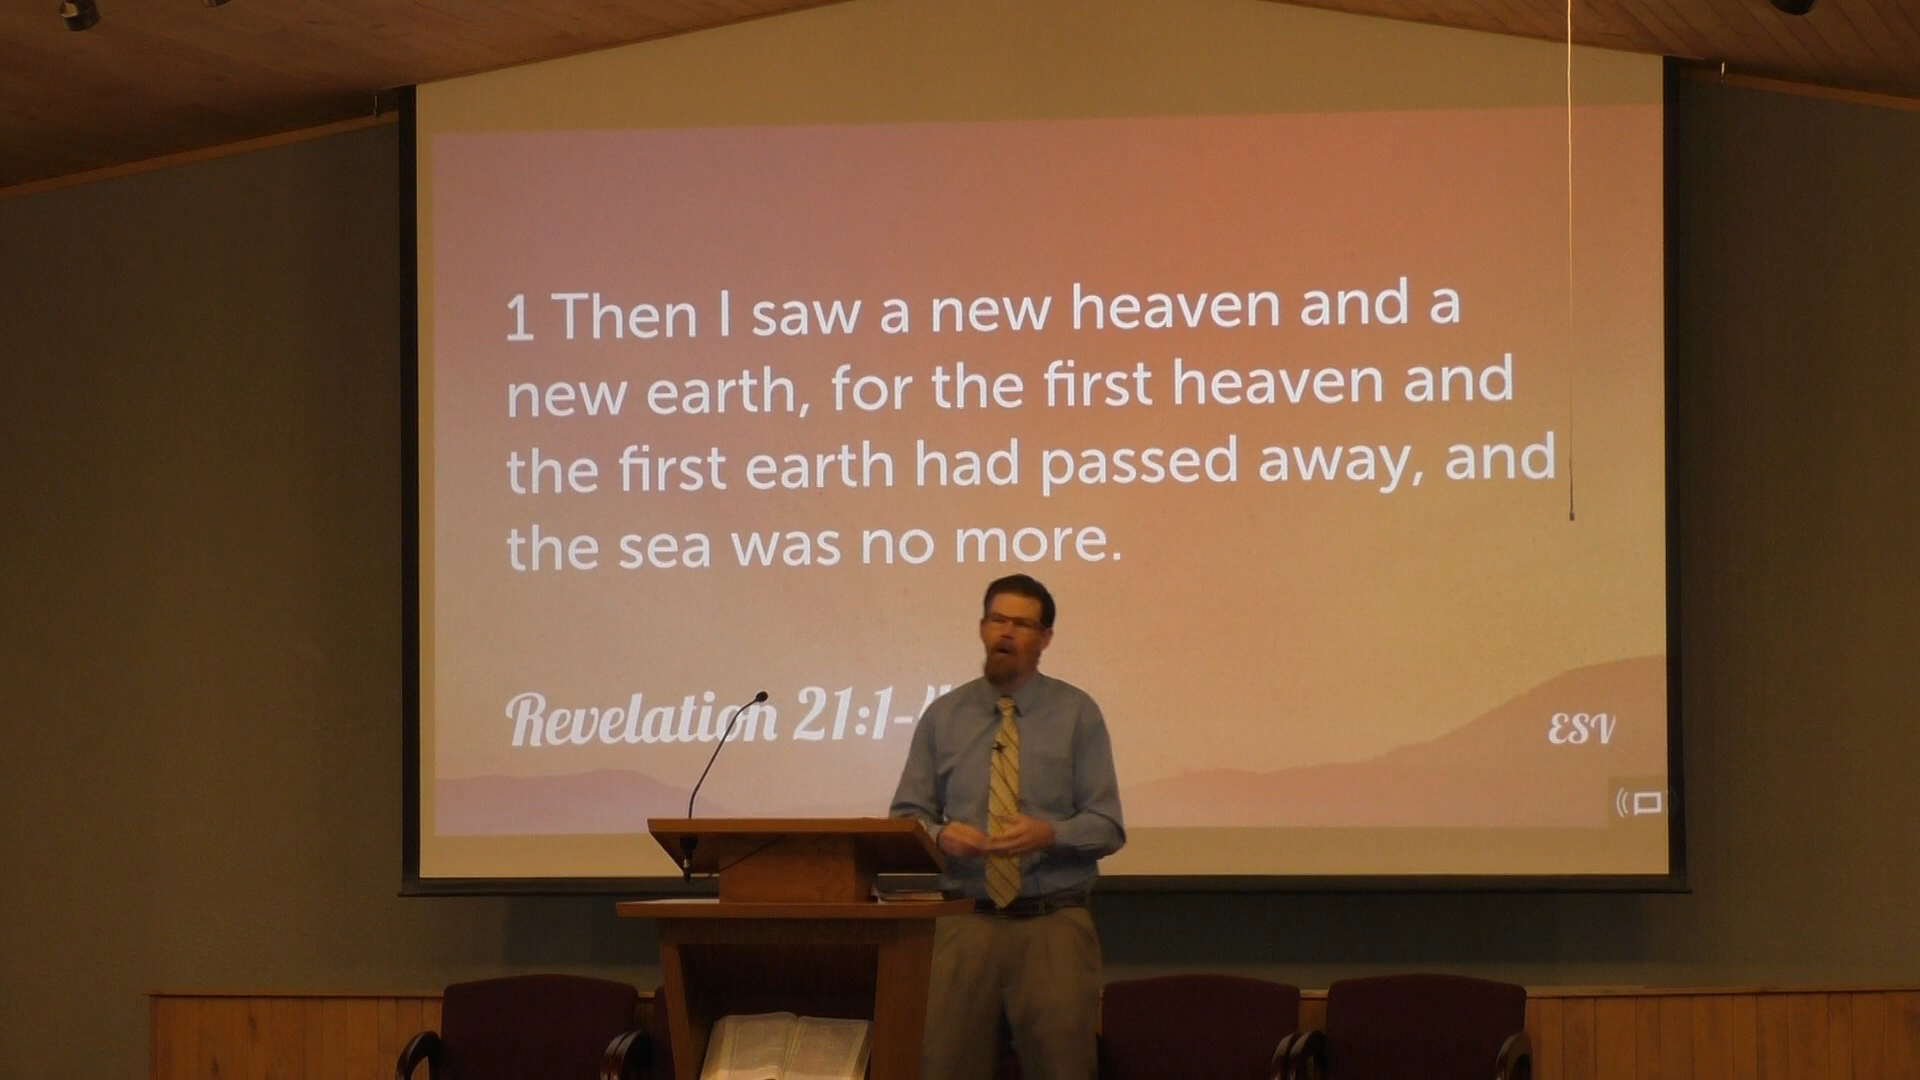 1 Then I saw a new heaven and a
new earth, for the first heaven and
the first earth had passed away, and
the sea was no more.
Revelation 21:1-
ESV